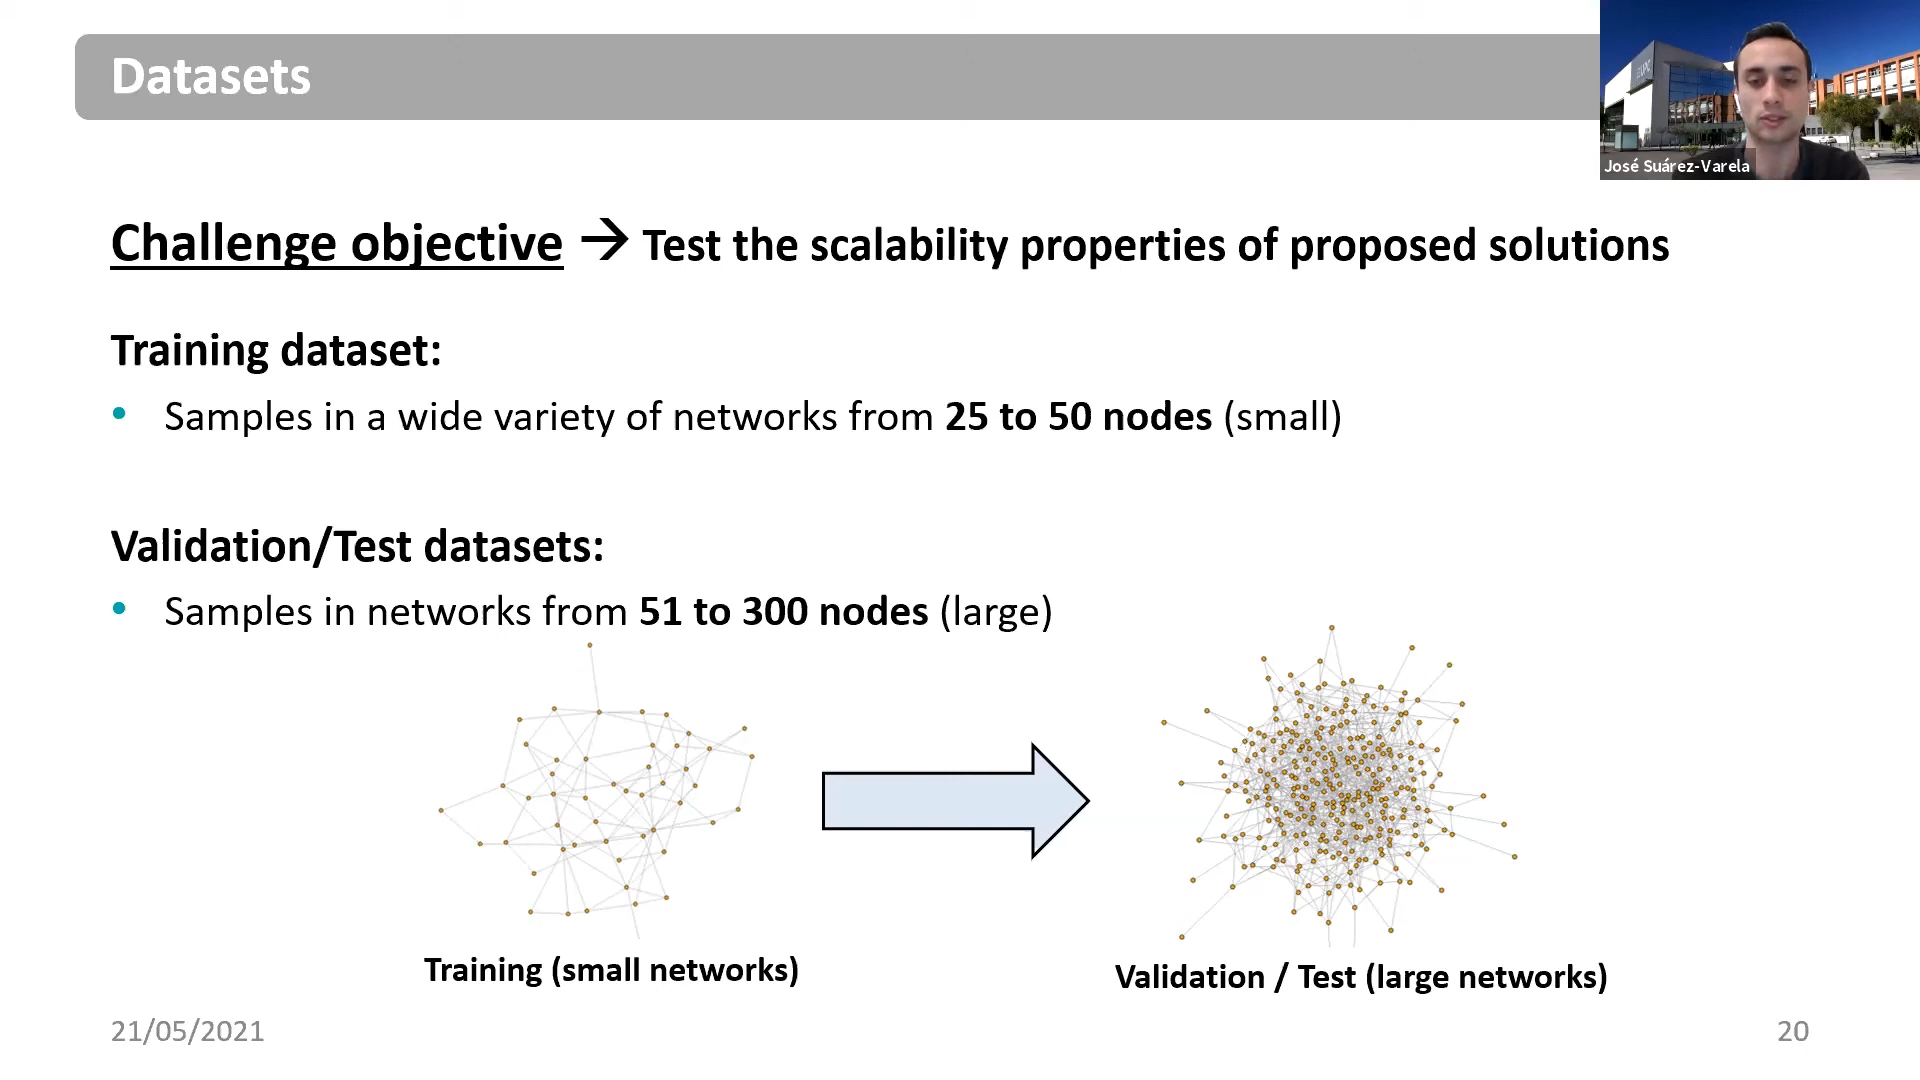 Datasets
José Suárez-Varela
Challenge objective → Test the scalability properties of proposed solutions
Training dataset:
• Samples in a wide variety of networks from 25 to 50 nodes (small)
Validation/Test datasets:
• Samples in networks from 51 to 300 nodes (large)
Training (small networks)
Validation / Test (large networks)
21/05/2021
20